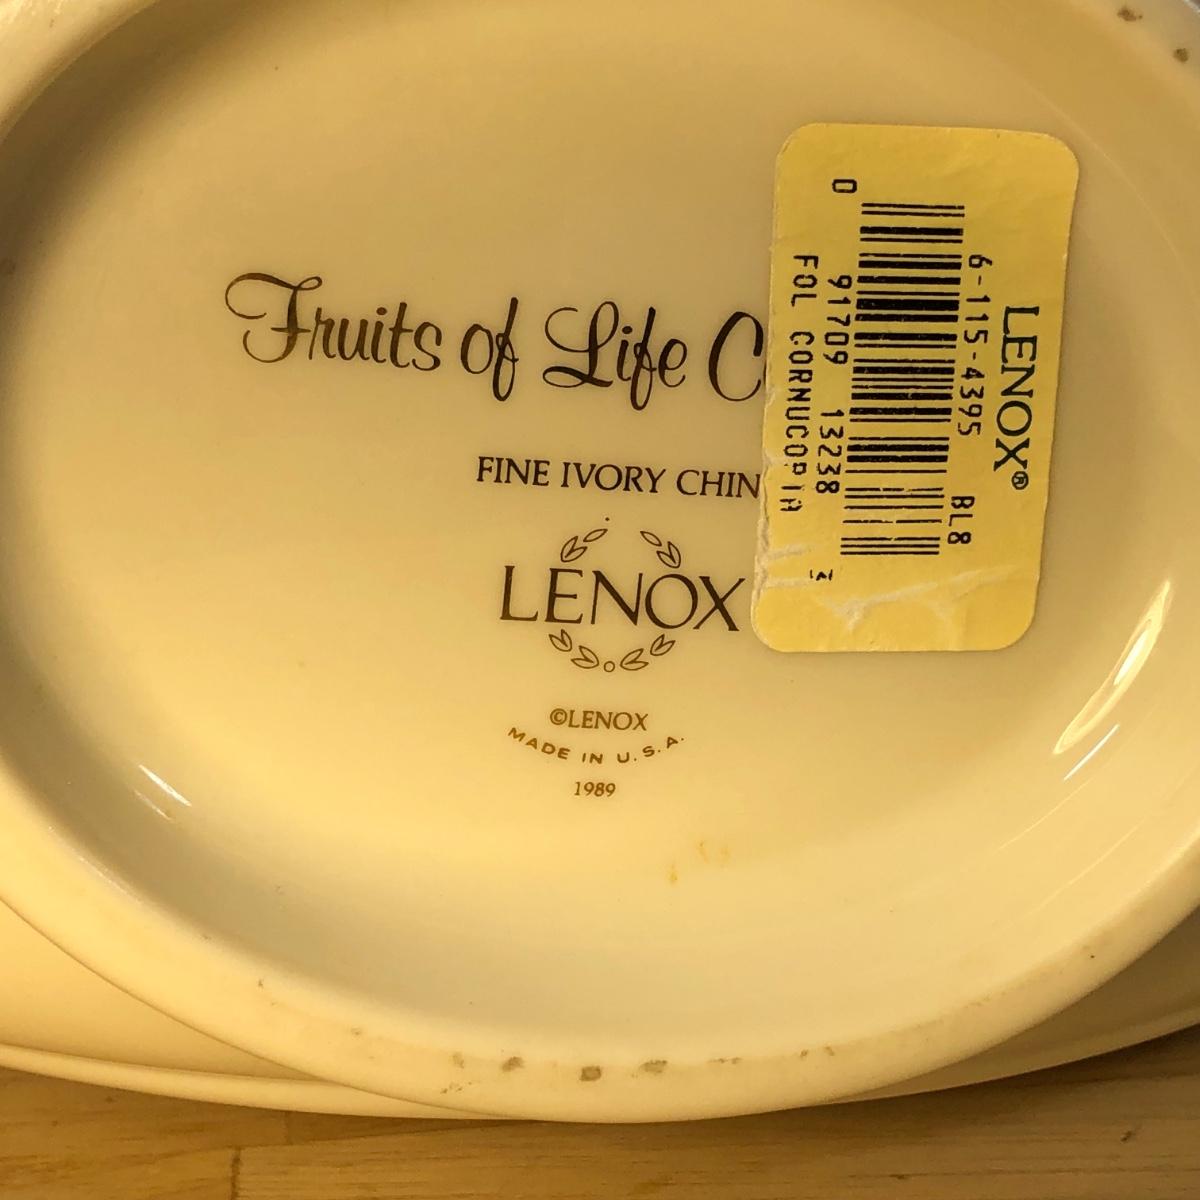 Fruits of Life C
FINE IVORY CHIN
LENOX
©LENOX
MADE IN U.S.A.
1989
LENOX®
6-115-4395 BL8
0 91709 13238 3
FOL CORNUCOPIA